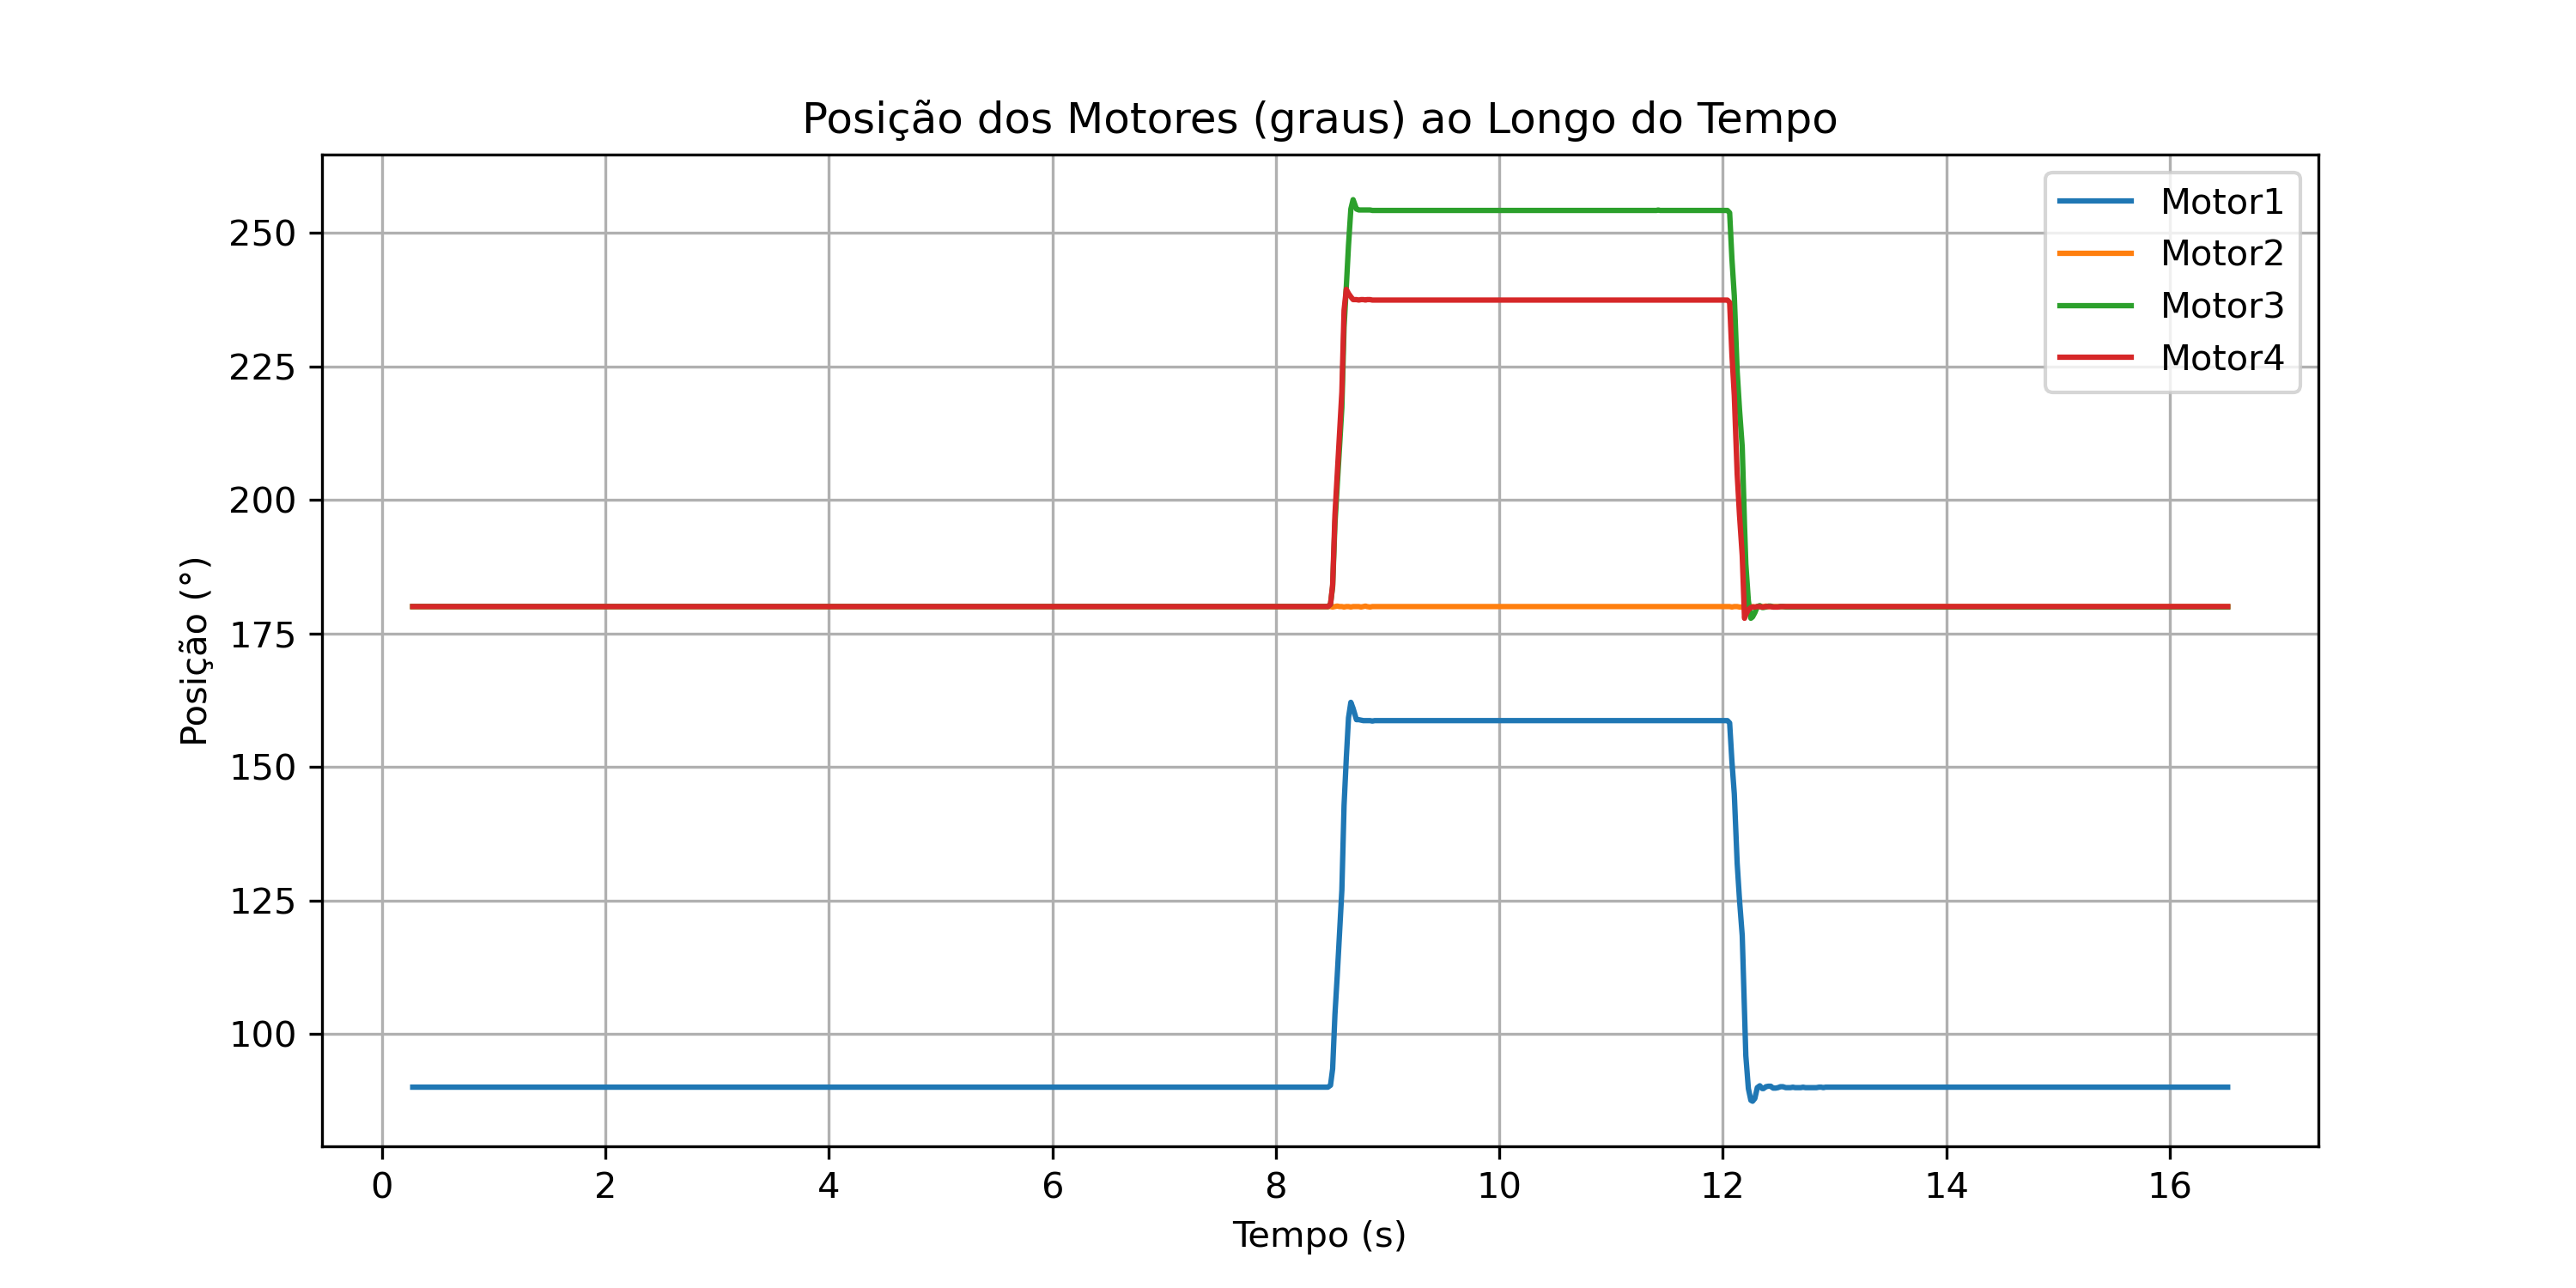 Posição dos Motores (graus) ao Longo do Tempo
Motor1
Motor2
Motor3
Motor4
Posição (°)
250
225
200
175
150
125
100
0 2 4 6 8 10 12 14 16
Tempo (s)